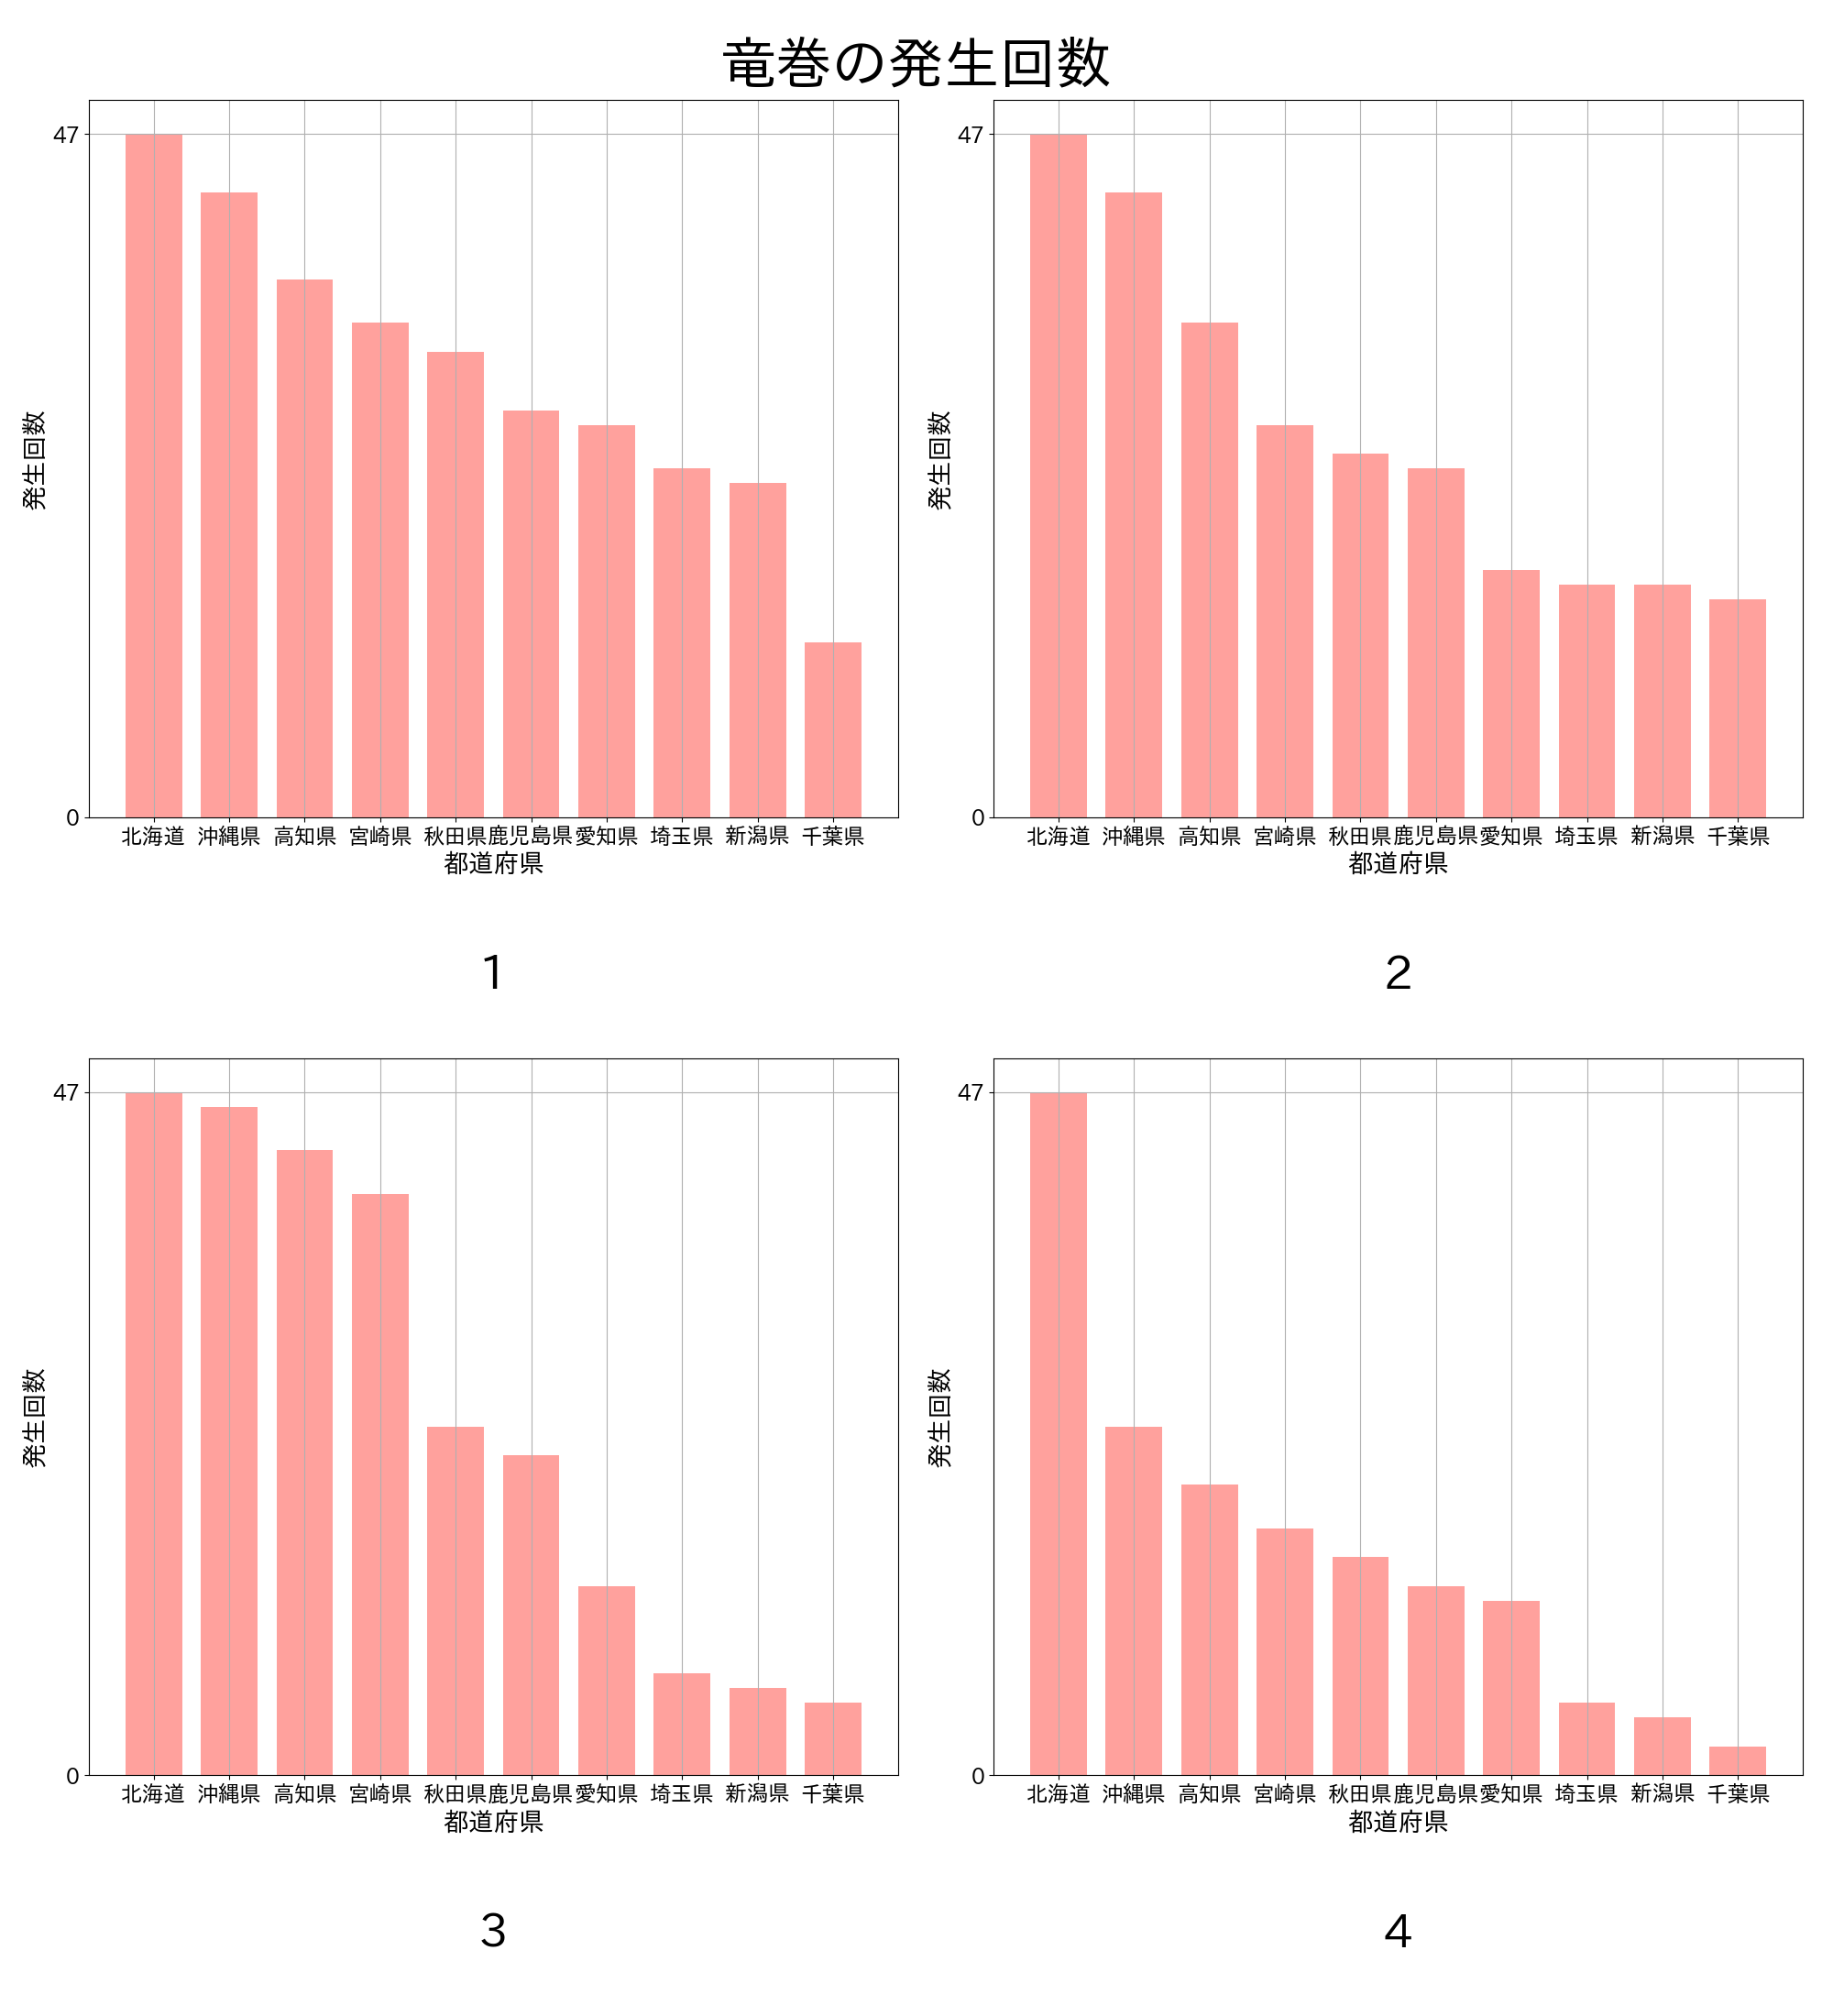 竜巻の発生回数
47
0
発生回数
北海道 沖縄県 高知県 宮崎県 秋田県 鹿児島県 愛知県 埼玉県 新潟県 千葉県
都道府県
1
47
0
発生回数
北海道 沖縄県 高知県 宮崎県 秋田県 鹿児島県 愛知県 埼玉県 新潟県 千葉県
都道府県
2
47
0
発生回数
北海道 沖縄県 高知県 宮崎県 秋田県 鹿児島県 愛知県 埼玉県 新潟県 千葉県
都道府県
3
47
0
発生回数
北海道 沖縄県 高知県 宮崎県 秋田県 鹿児島県 愛知県 埼玉県 新潟県 千葉県
都道府県
4